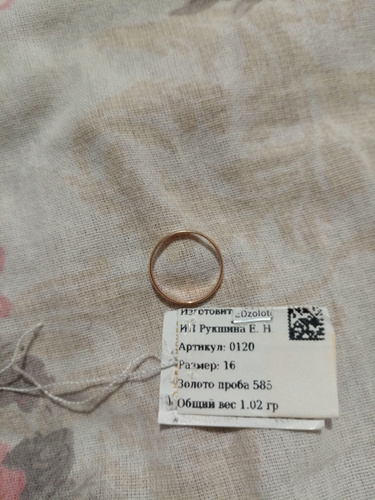 Изготовит
ИП Рукшина Е. Н
Артикул: 0120
Размер: 16
Золото проба 585
Общий вес 1.02 гр